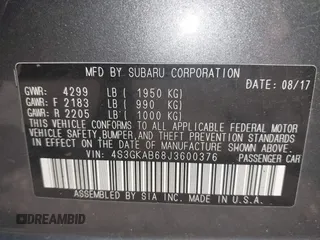 MFD BY SUBARU CORPORATION
DATE: 08/17
GVWR: 4299 LB ( 1950 KG)
GAWR: F 2183 LB ( 990 KG)
GAWR: R 2205 LB ( 1000 KG)
THIS VEHICLE CONFORMS TO ALL APPLICABLE FEDERAL MOTOR
VEHICLE SAFETY, BUMPER, AND THEFT PREVENTION STANDARDS
IN EFFECT ON THE DATE OF MANUFACTURE SHOWN ABOVE.
VIN: 4S3GKAB68J3600376
PASSENGER CAR
ASSEMBLED BY SIA INC. MADE IN U.S.A.
DREAMBID